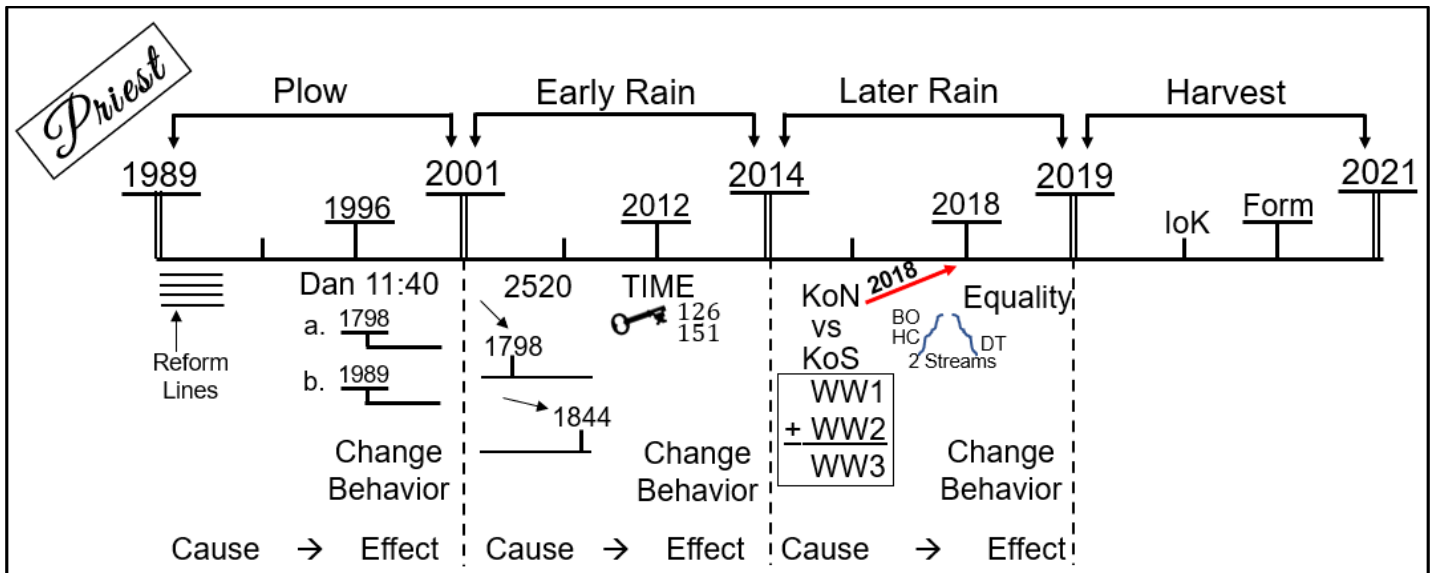 Priest
Plow Early Rain Later Rain Harvest
1989 2001 2014 2019 2021
1996 2012 2018 IoK Form
Dan 11:40
a. 1798
b. 1989
Reform
Lines
Change
Behavior
2520
1798
1844
TIME
126
151
Change
Behavior
KoN 2018
vs
KoS
WW1
+ WW2
WW3
Equality
BO
HC DT
2 Streams
Change
Behavior
Cause → Effect Cause → Effect Cause → Effect